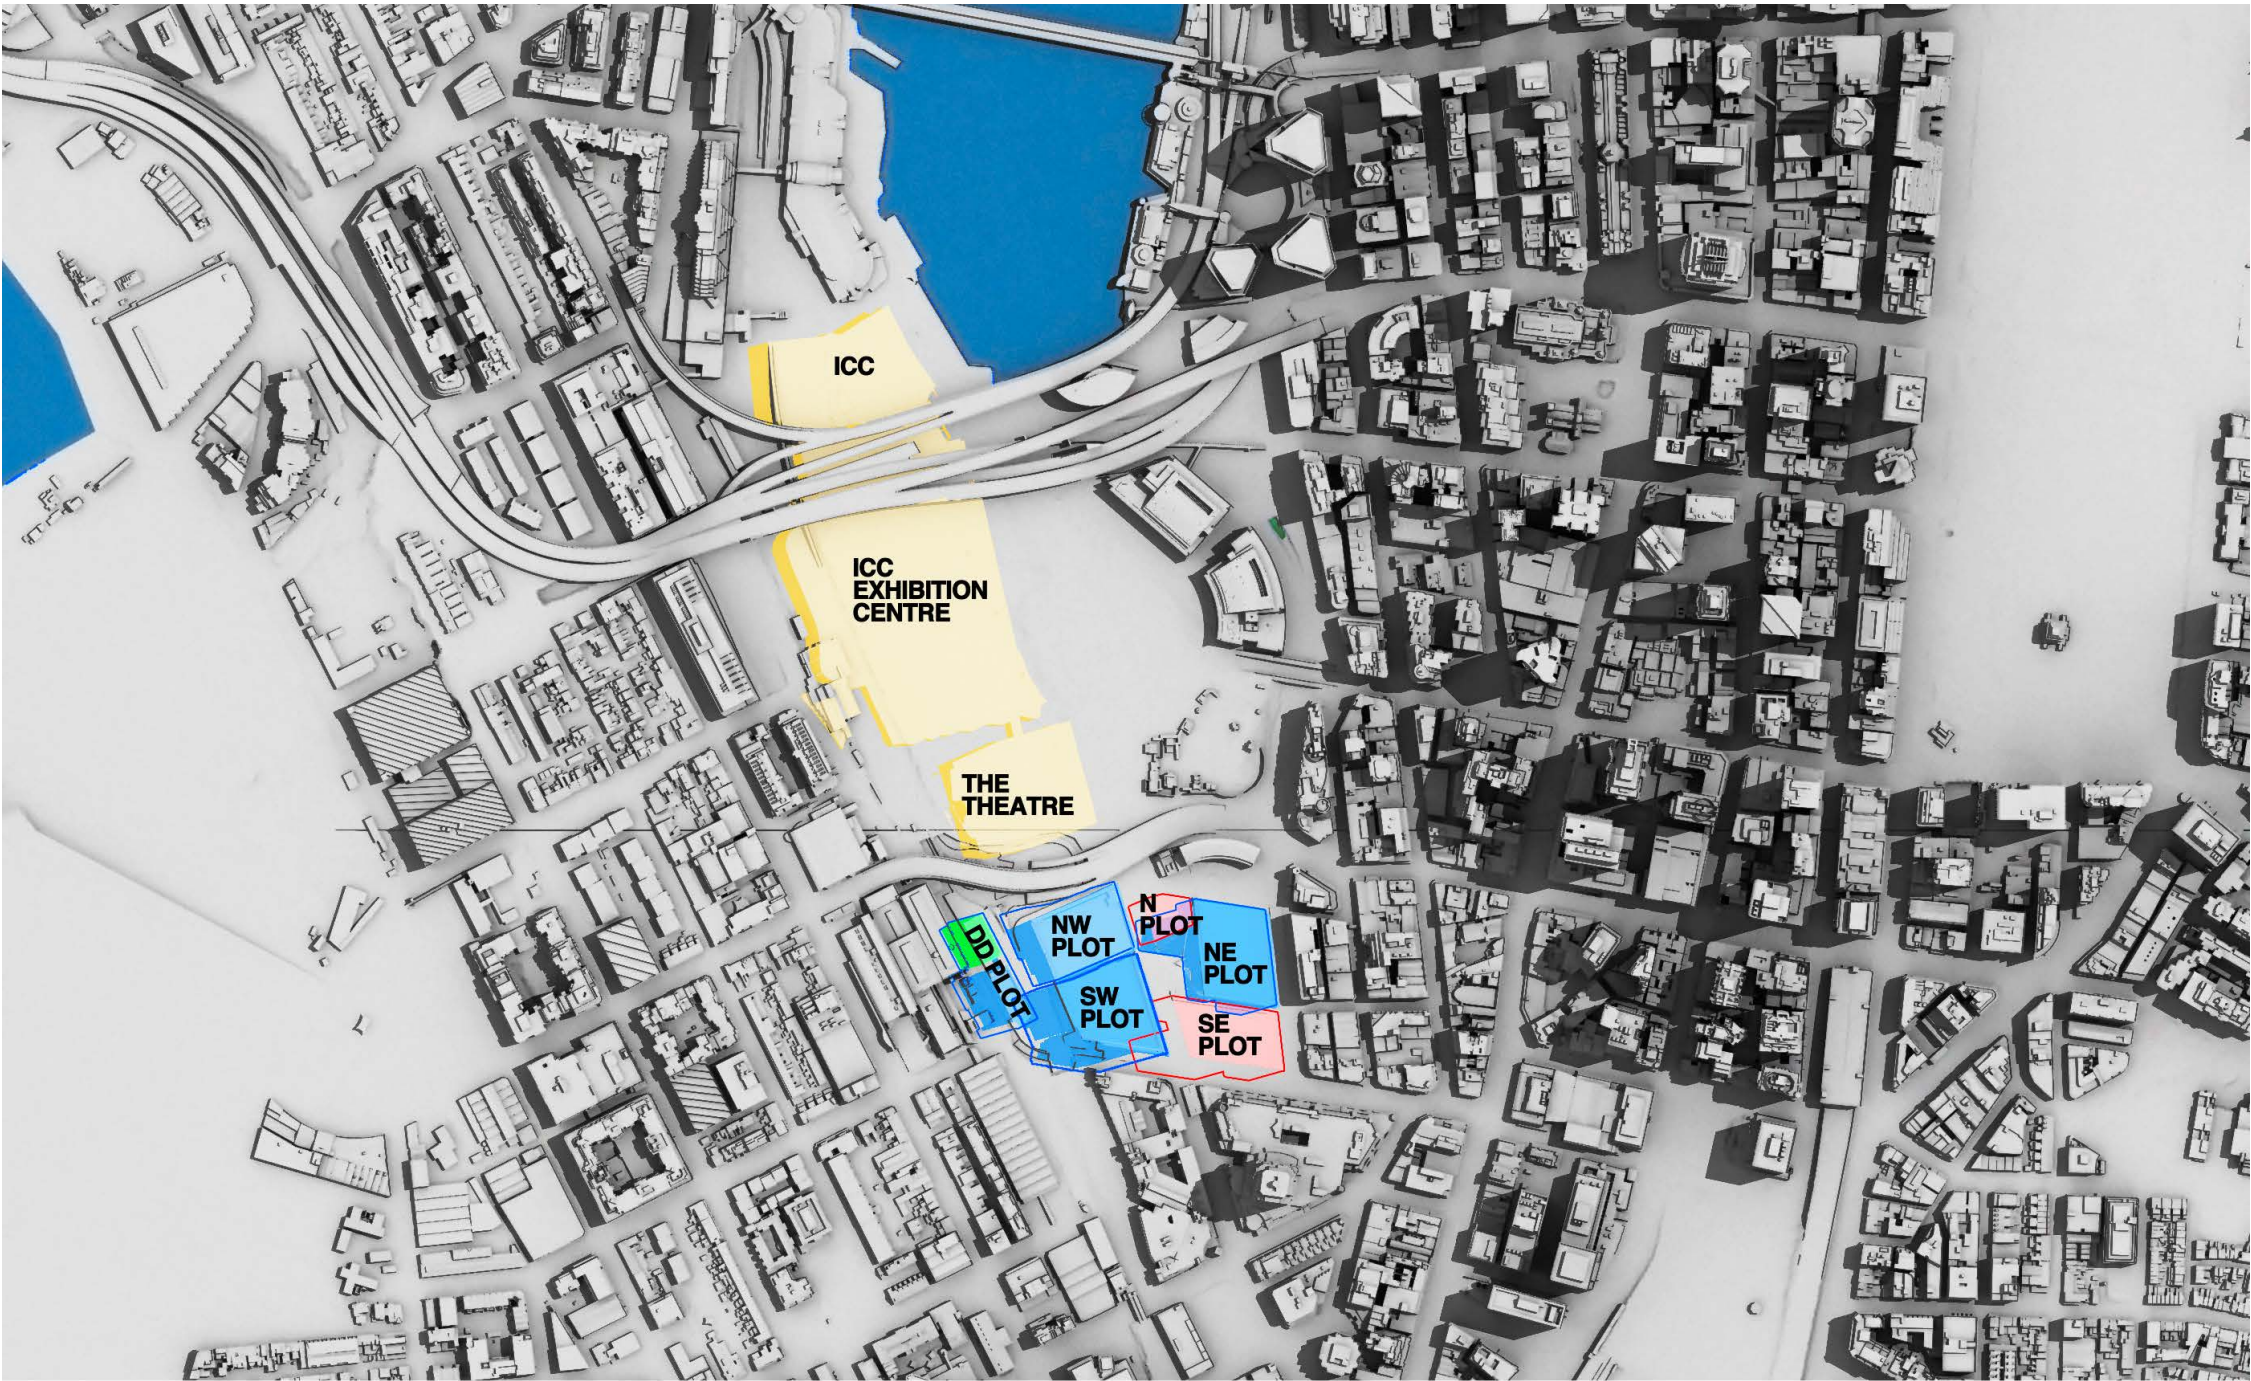 ICC
ICC
EXHIBITION
CENTRE
THE
THEATRE
DD PLOT
NW
PLOT
N
PLOT
NE
PLOT
SW
PLOT
SE
PLOT